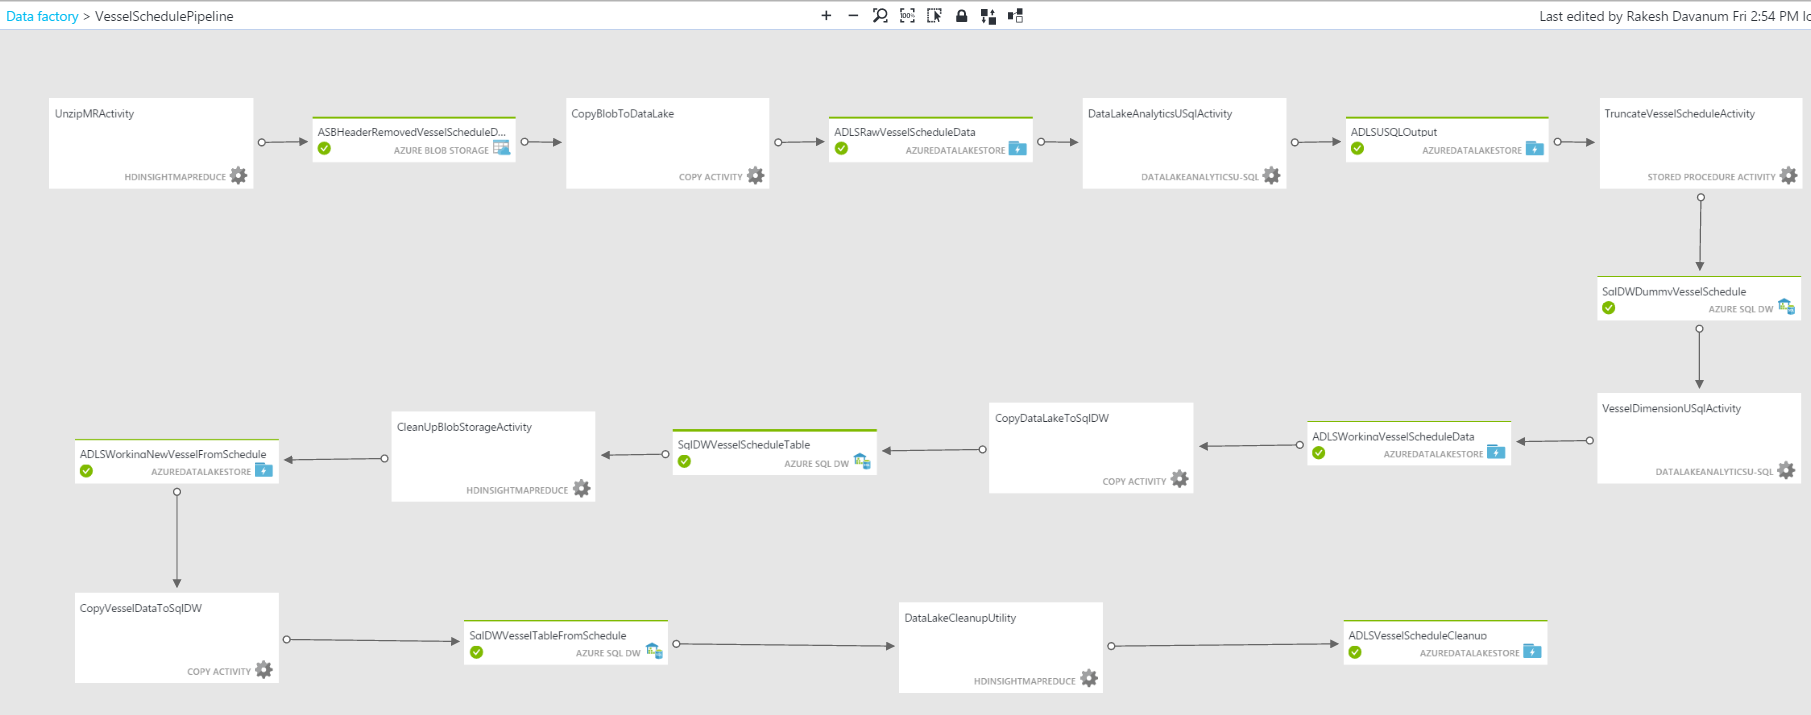 Data factory > VesselSchedulePipeline
100%
Last edited by Rakesh Davanum Fri 2:54 PM lo
UnzipMRActivity
HDINSIGHTMAPREDUCE
ASBHeaderRemovedVesselScheduleD...
AZURE BLOB STORAGE
CopyBlobToDataLake
COPY ACTIVITY
ADLSRawVesselScheduleData
AZUREDATALAKESTORE
DataLakeAnalyticsUSqlActivity
DATALAKEANALYTICSU-SQL
ADLSUSQLOutput
AZUREDATALAKESTORE
TruncateVesselScheduleActivity
STORED PROCEDURE ACTIVITY
SqlDWDummyVesselSchedule
AZURE SQL DW
VesselDimensionUSqlActivity
DATALAKEANALYTICSU-SQL
ADLSWorkingVesselScheduleData
AZUREDATALAKESTORE
CopyDataLakeToSqlDW
COPY ACTIVITY
SqlDWVesselScheduleTable
AZURE SQL DW
CleanUpBlobStorageActivity
HDINSIGHTMAPREDUCE
ADLSWorkingNewVesselFromSchedule
AZUREDATALAKESTORE
CopyVesselDataToSqlDW
COPY ACTIVITY
SqlDWVesselTableFromSchedule
AZURE SQL DW
DataLakeCleanupUtility
HDINSIGHTMAPREDUCE
ADLSVesselScheduleCleanup
AZUREDATALAKESTORE